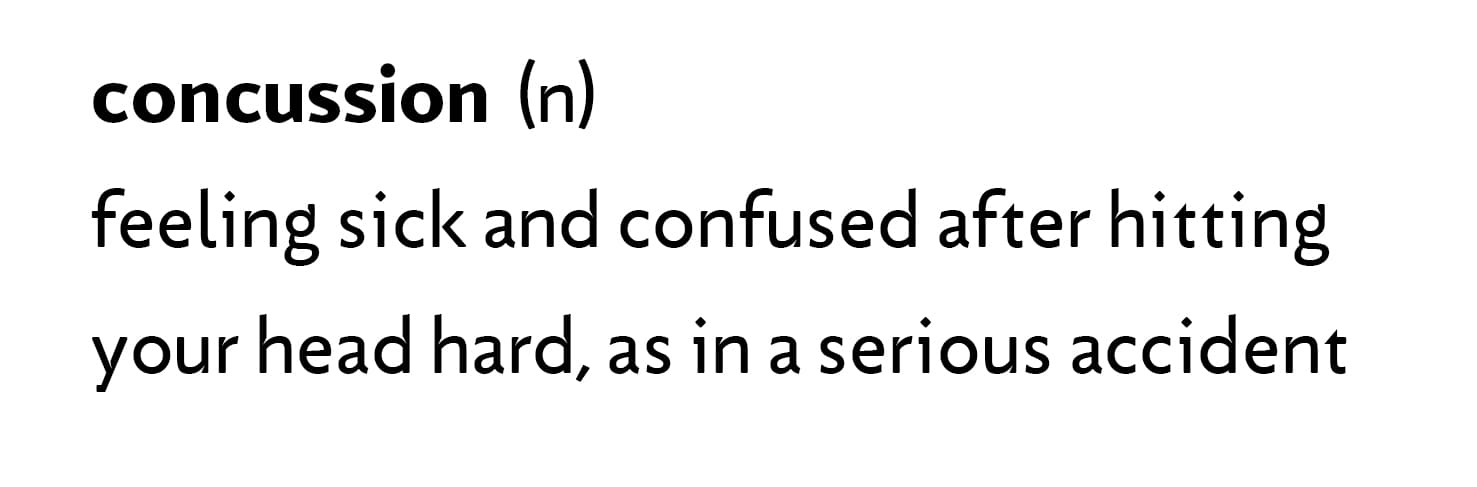 concussion (n)
feeling sick and confused after hitting
your head hard, as in a serious accident